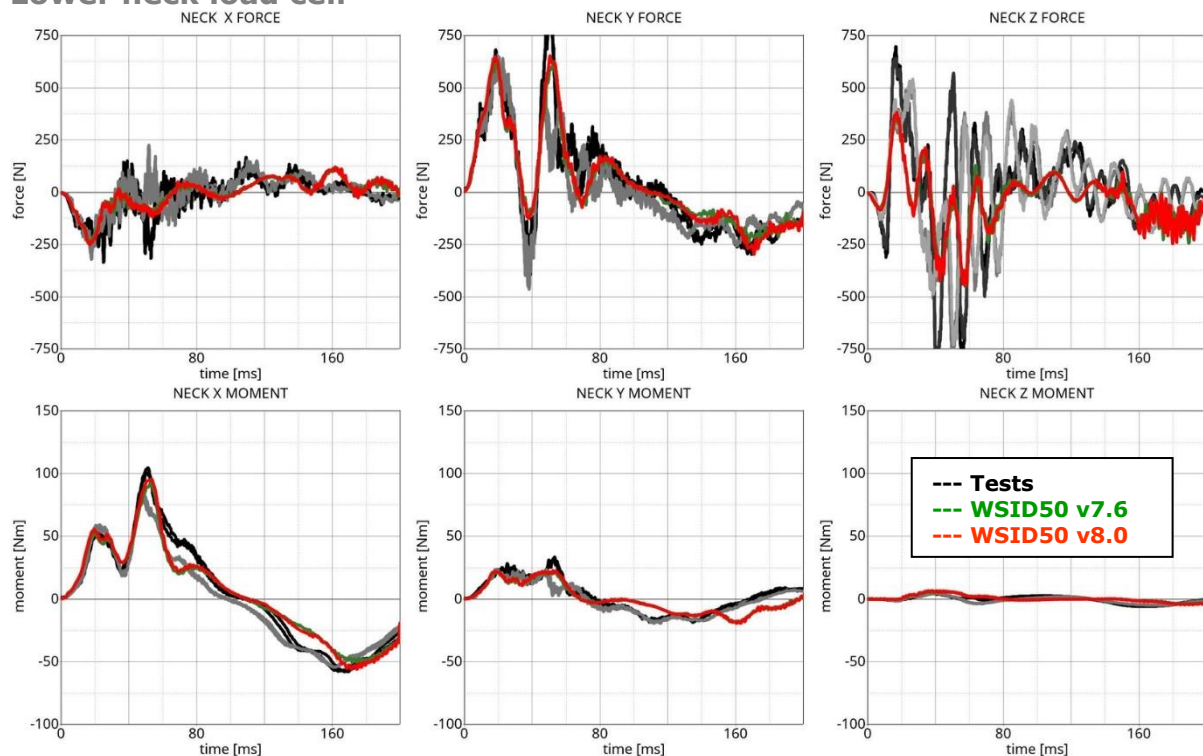 Lower neck load cell
NECK X FORCE
750
500
250
0
-250
-500
-750
force [N]
0
80
160
time [ms]
NECK Y FORCE
750
500
250
0
-250
-500
-750
force [N]
0
80
160
time [ms]
NECK Z FORCE
750
500
250
0
-250
-500
-750
force [N]
0
80
160
time [ms]
NECK X MOMENT
150
100
50
0
-50
-100
moment [Nm]
0
80
160
time [ms]
NECK Y MOMENT
150
100
50
0
-50
-100
moment [Nm]
0
80
160
time [ms]
NECK Z MOMENT
150
100
50
0
-50
-100
moment [Nm]
0
80
160
time [ms]
--- Tests
--- WSID50 v7.6
--- WSID50 v8.0